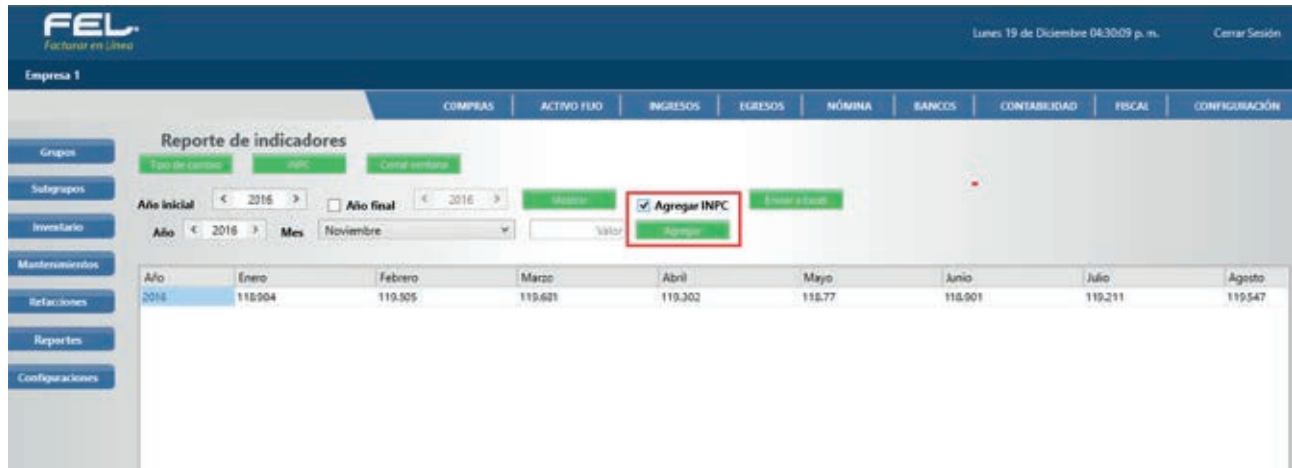 FEL.
Facturar en Línea
Lunes 19 de Diciembre 04:30:09 p. m.
Cerrar Sesión
Empresa 1
COMPRAS
ACTIVO FIJO
INGRESOS
EGRESOS
NÓMINA
BANCOS
CONTABILIDAD
FISCAL
CONFIGURACIÓN
Grupos
Subgrupos
Inventario
Mantenimientos
Refacciones
Reportes
Configuraciones
Reporte de indicadores
Tipo de cambio INPC Cerrar ventana
Año inicial < 2016 > Año final < 2016 > Mostrar Agregar INPC Enviar a Excel
Año < 2016 > Mes Noviembre Valor Agregar
Año Enero Febrero Marzo Abril Mayo Junio Julio Agosto
2016 118.904 119.505 119.681 119.302 118.77 118.901 119.211 119.547